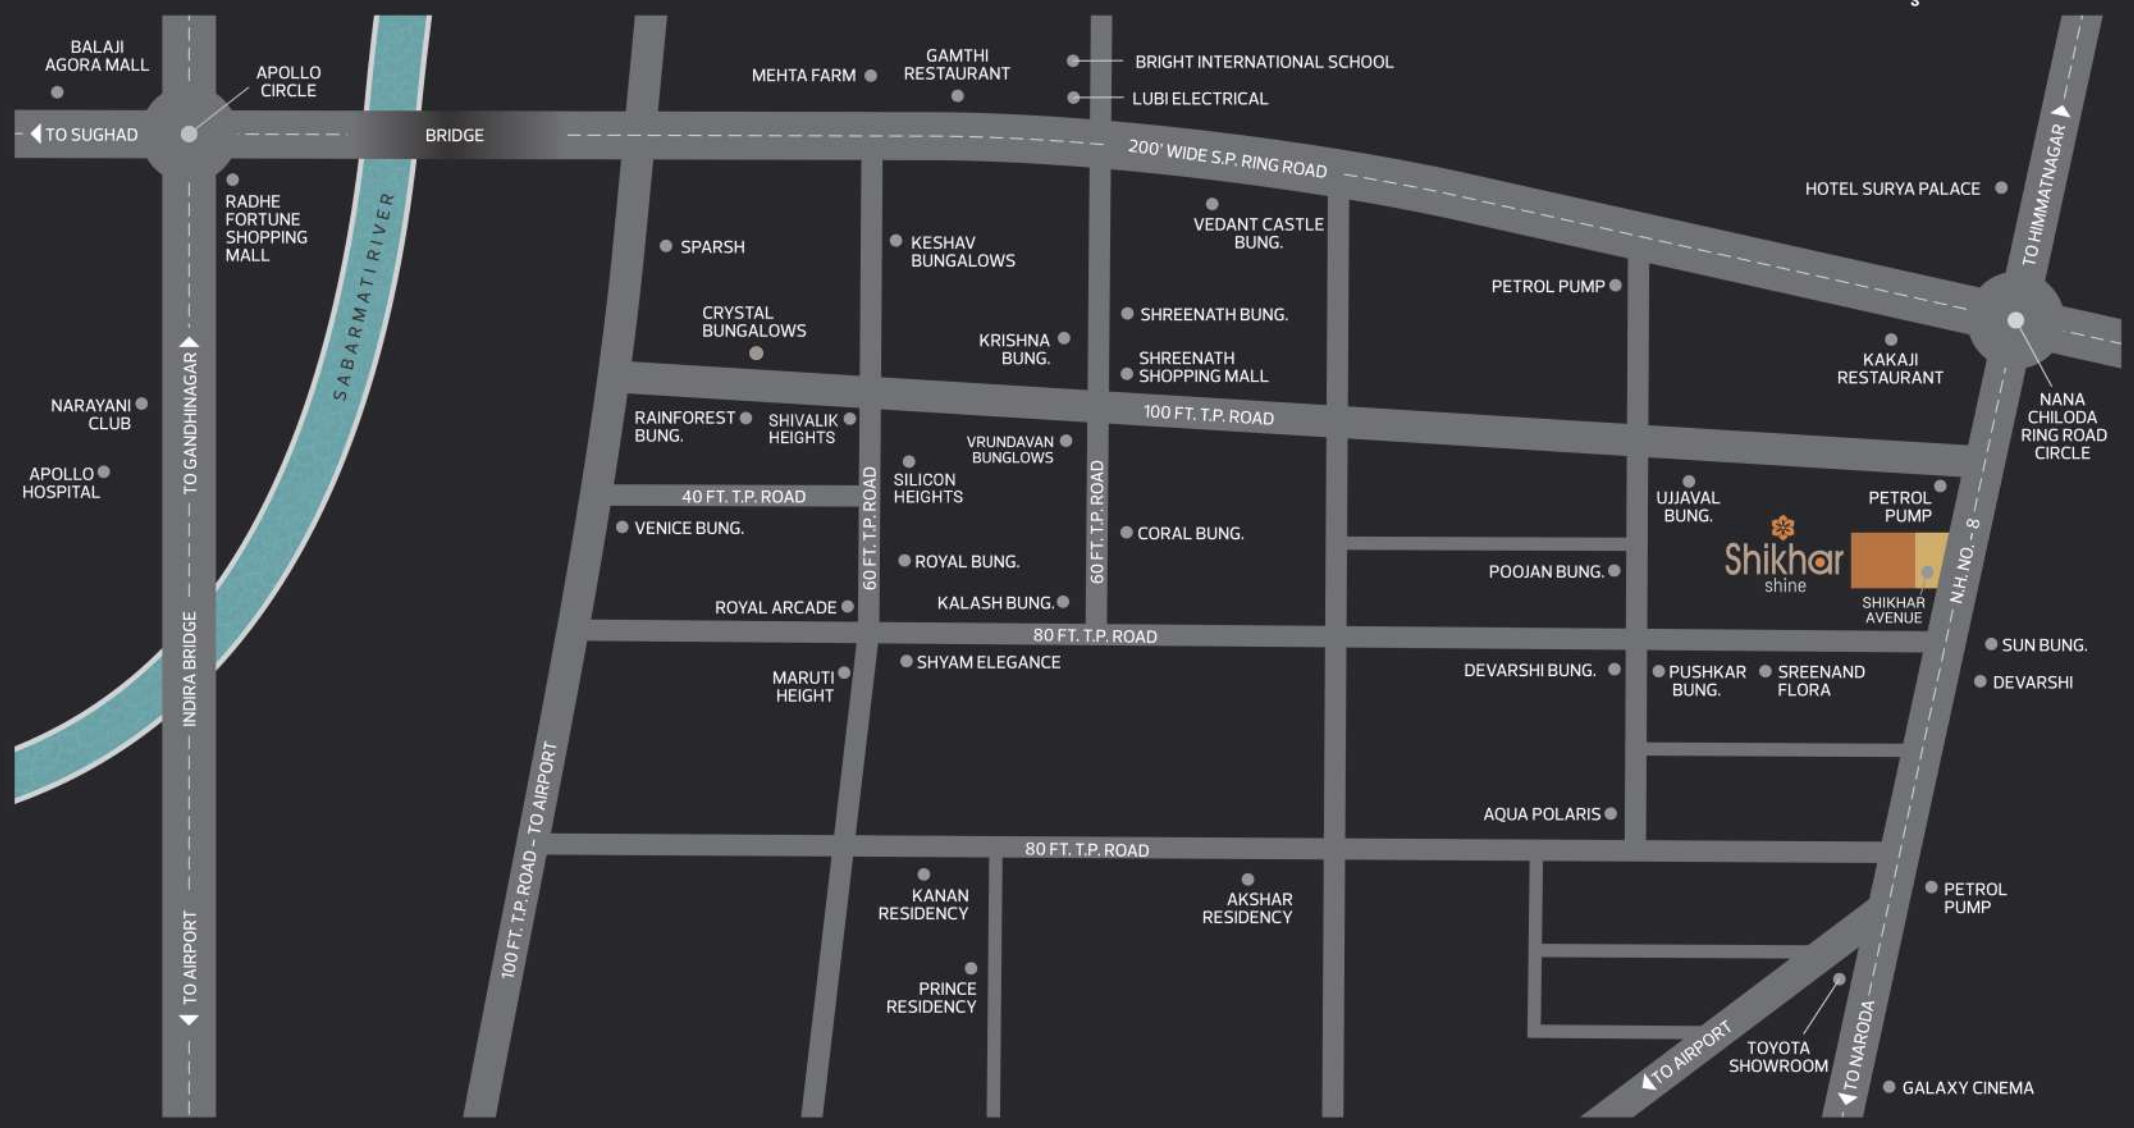 S
BALAJI
AGORA MALL
APOLLO
CIRCLE
MEHTA FARM
GAMTHI
RESTAURANT
BRIGHT INTERNATIONAL SCHOOL
LUBI ELECTRICAL
TO SUGHAD
BRIDGE
200' WIDE S.P. RING ROAD
TO HIMMATNAGAR
HOTEL SURYA PALACE
RADHE
FORTUNE
SHOPPING
MALL
SABARMATI RIVER
SPARSH
KESHAV
BUNGALOWS
VEDANT CASTLE
BUNG.
PETROL PUMP
CRYSTAL
BUNGALOWS
KRISHNA
BUNG.
SHREENATH BUNG.
SHREENATH
SHOPPING MALL
KAKAJI
RESTAURANT
NANA
CHILODA
RING ROAD
CIRCLE
TO GANDHINAGAR
NARAYANI
CLUB
APOLLO
HOSPITAL
RAINFOREST
BUNG.
SHIVALIK
HEIGHTS
100 FT. T.P. ROAD
VRUNDAVAN
BUNGLOWS
SILICON
HEIGHTS
40 FT. T.P. ROAD
60 FT. T.P. ROAD
60 FT. T.P. ROAD
UJJAVAL
BUNG.
PETROL
PUMP
VENICE BUNG.
CORAL BUNG.
ROYAL BUNG.
POOJAN BUNG.
Shikhar
shine
SHIKHAR
AVENUE
N.H. NO. - 8
ROYAL ARCADE
KALASH BUNG.
80 FT. T.P. ROAD
INDIRA BRIDGE
SUN BUNG.
DEVARSHI
MARUTI
HEIGHT
SHYAM ELEGANCE
DEVARSHI BUNG.
PUSHKAR
BUNG.
SREENAND
FLORA
100 FT. T.P. ROAD - TO AIRPORT
AQUA POLARIS
80 FT. T.P. ROAD
KANAN
RESIDENCY
AKSHAR
RESIDENCY
PETROL
PUMP
TO AIRPORT
PRINCE
RESIDENCY
TO AIRPORT
TOYOTA
SHOWROOM
TO NARODA
GALAXY CINEMA